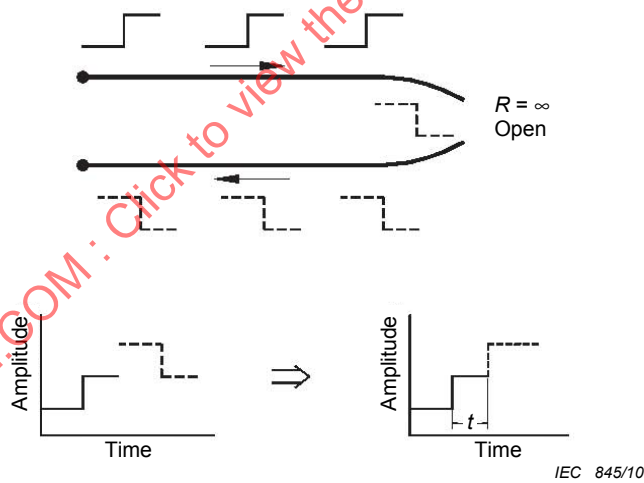 .COM : Click to view the
R = ∞
Open
Amplitude
Time
Amplitude
t
Time
IEC 845/10